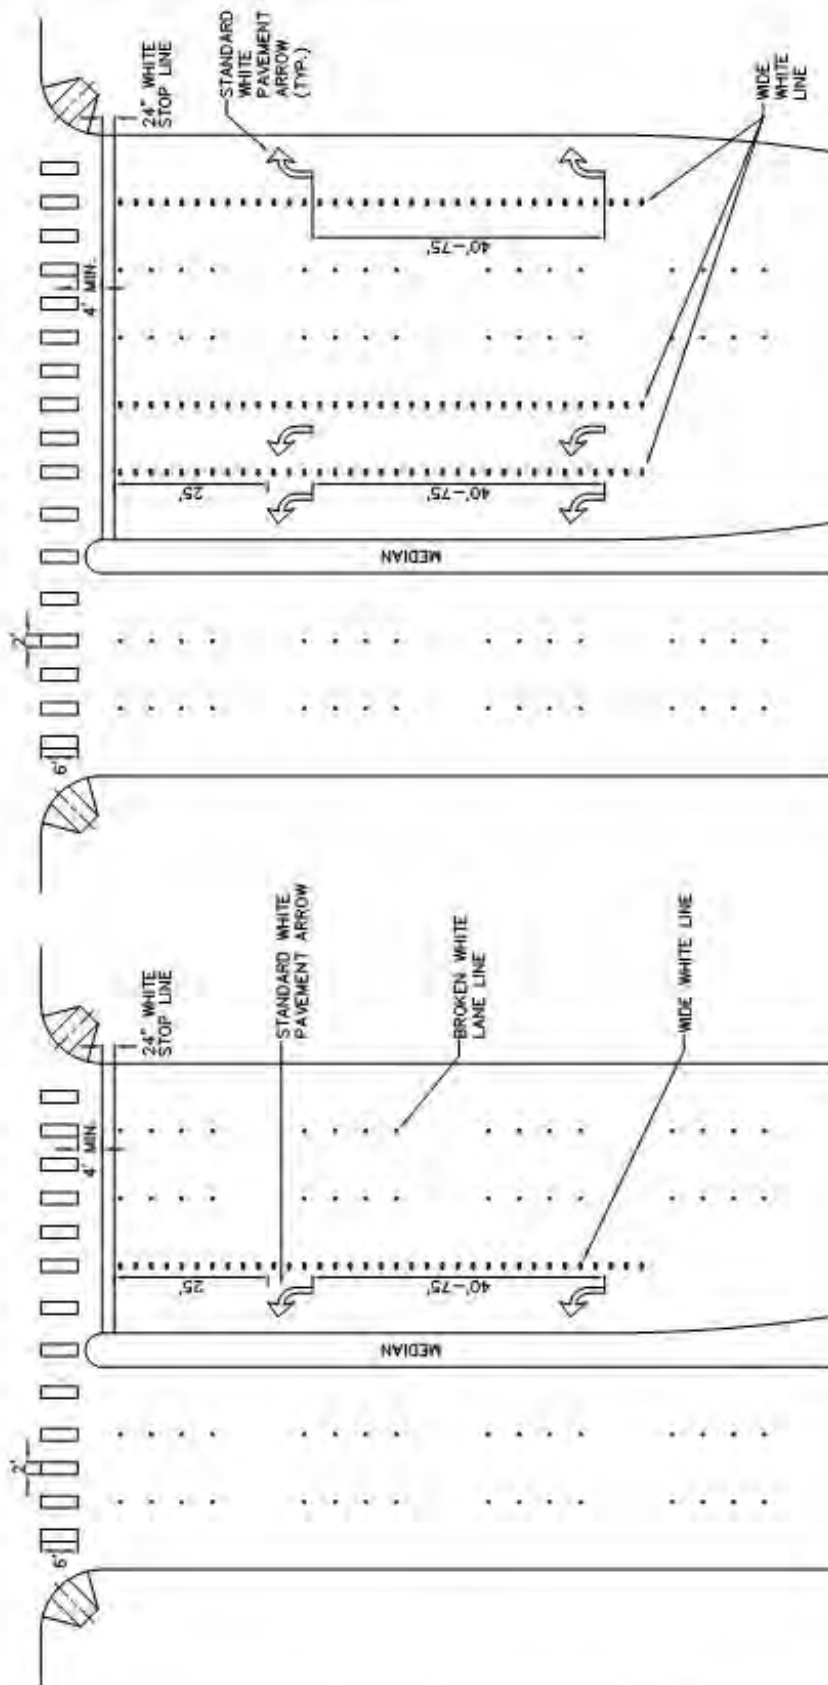 24" WHITE
STOP LINE
STANDARD
WHITE
PAVEMENT
ARROW
(TYP.)
WIDE
WHITE
LINE
4' MIN.
40'-75'
25'
40'-75'
MEDIAN
2'
6'
24" WHITE
STOP LINE
STANDARD WHITE
PAVEMENT ARROW
BROKEN WHITE
LANE LINE
WIDE WHITE LINE
4' MIN.
25'
40'-75'
MEDIAN
2'
6'